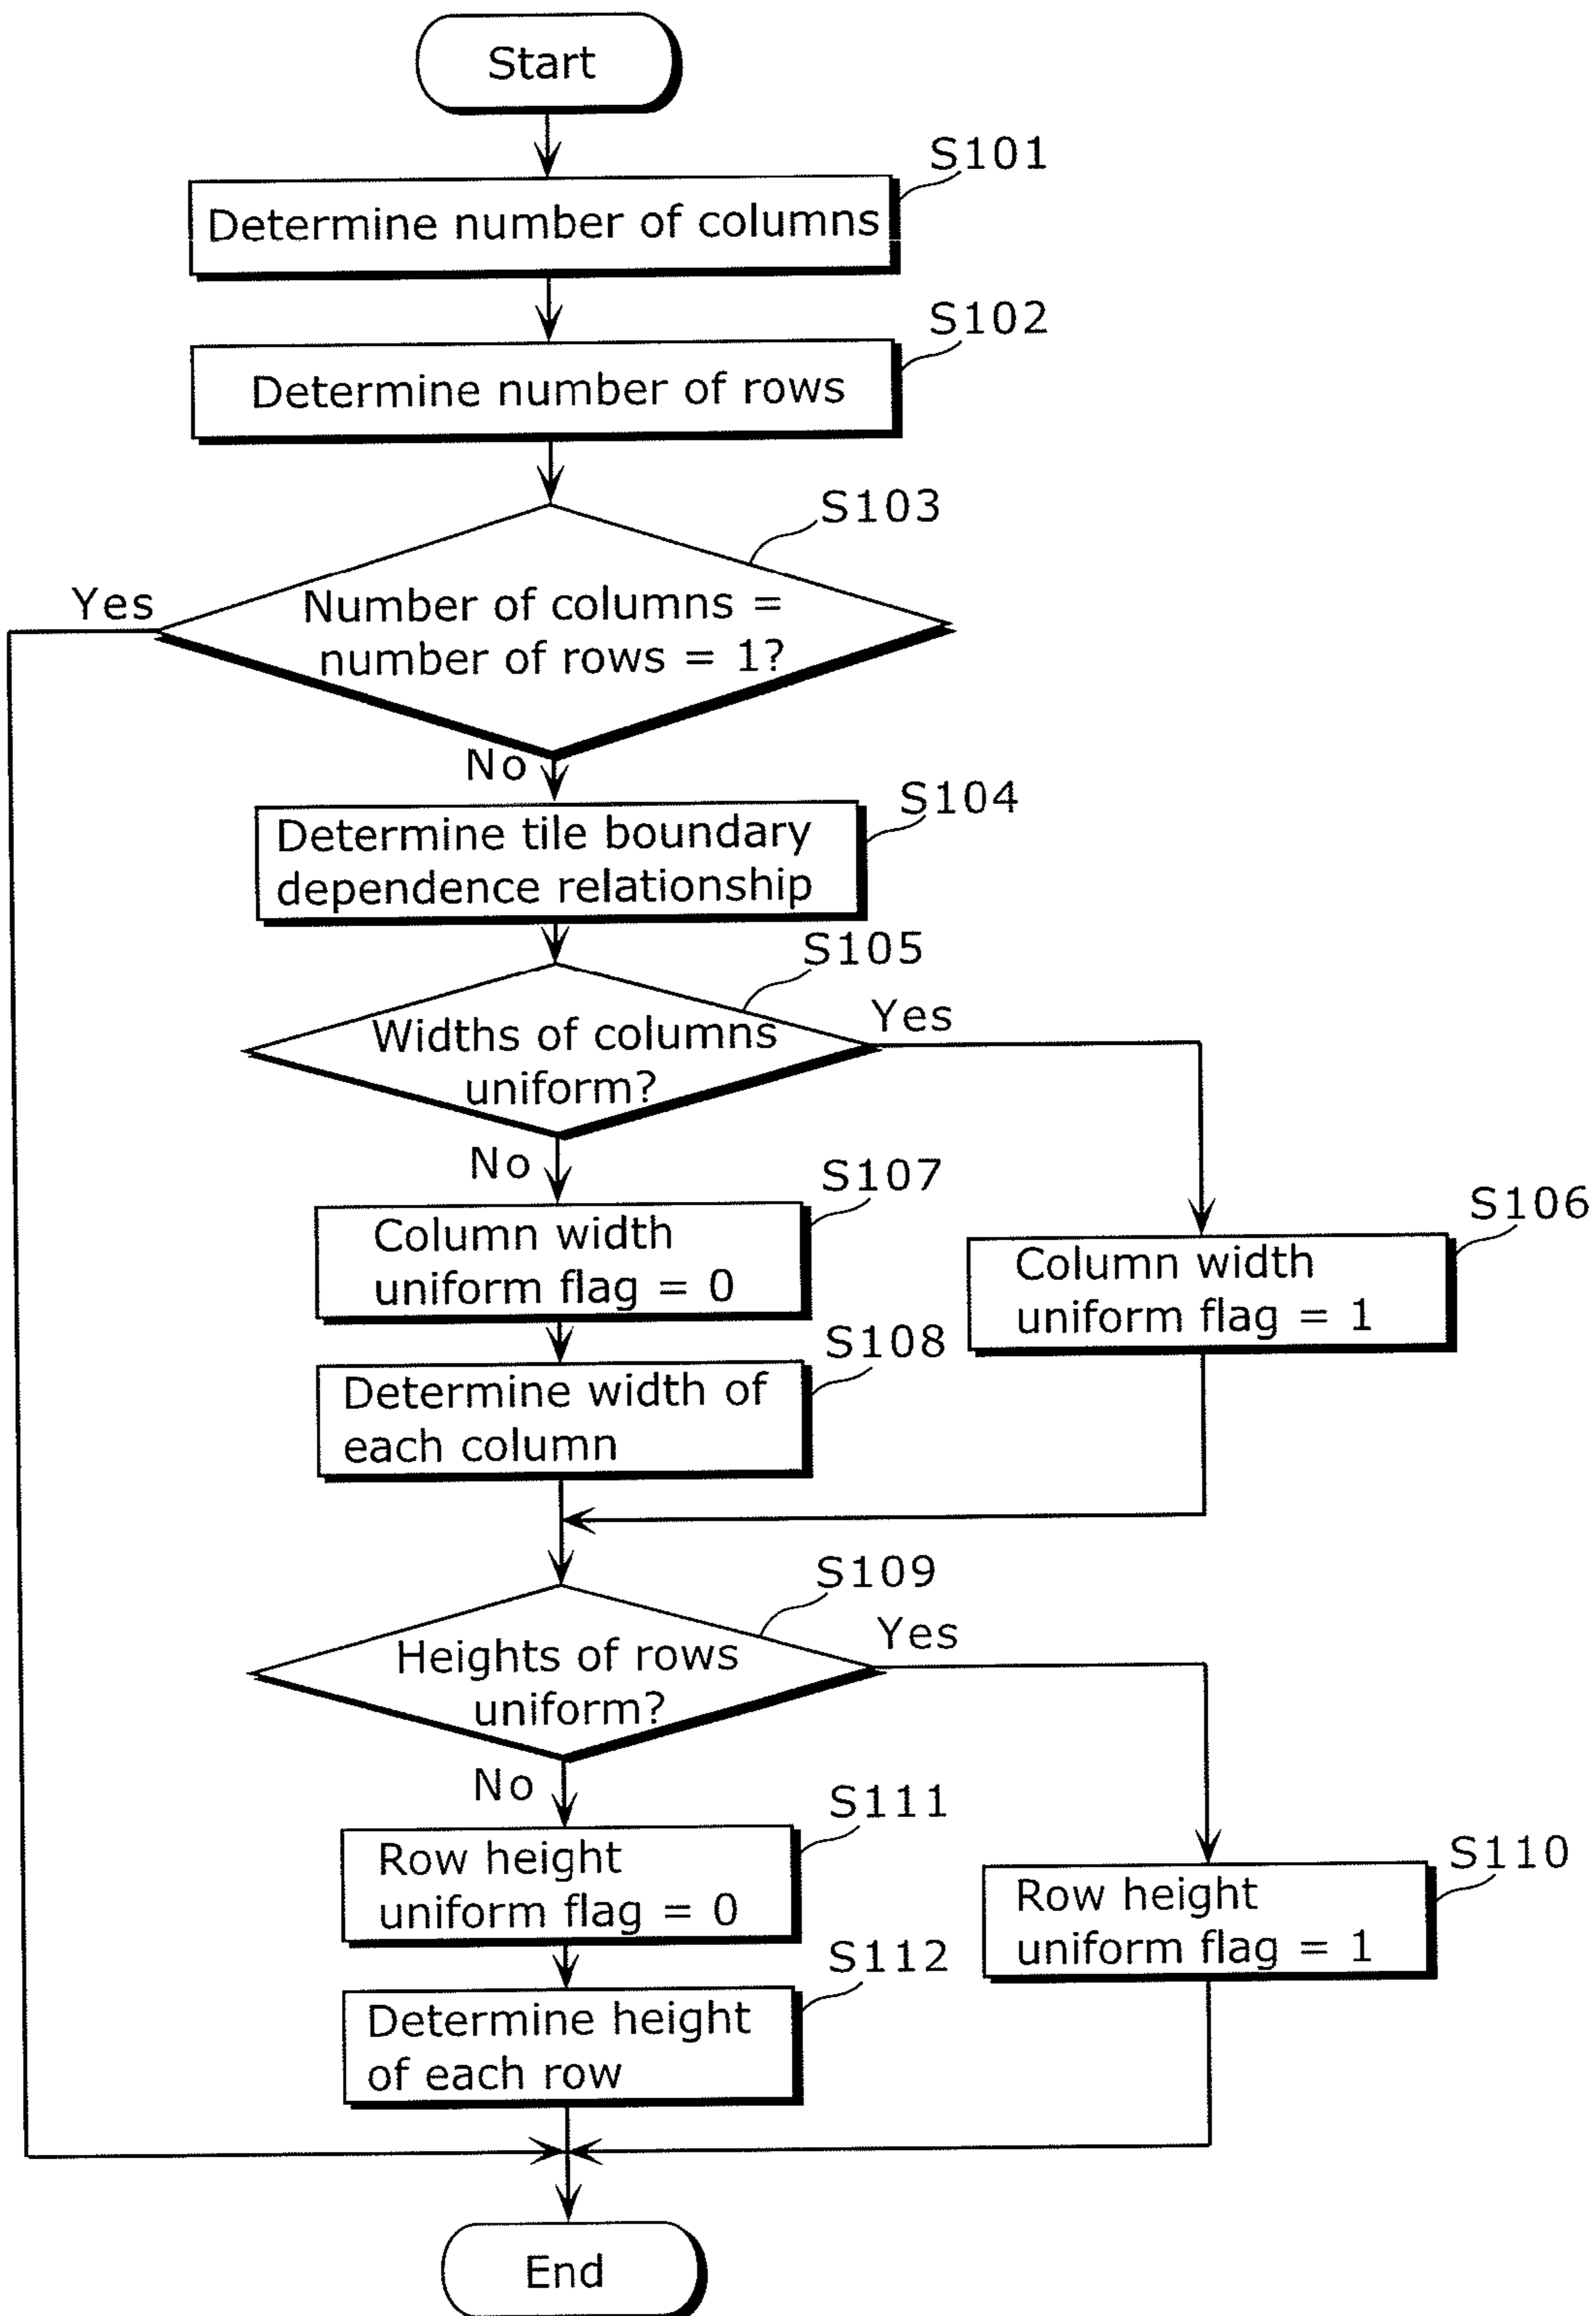 Start
S101
Determine number of columns
S102
Determine number of rows
S103
Yes
Number of columns =
number of rows = 1?
No
S104
Determine tile boundary
dependence relationship
S105
Yes
Widths of columns
uniform?
No
S107
Column width
uniform flag = 0
S106
Column width
uniform flag = 1
S108
Determine width of
each column
S109
Yes
Heights of rows
uniform?
No
S111
Row height
uniform flag = 0
S110
Row height
uniform flag = 1
S112
Determine height
of each row
End